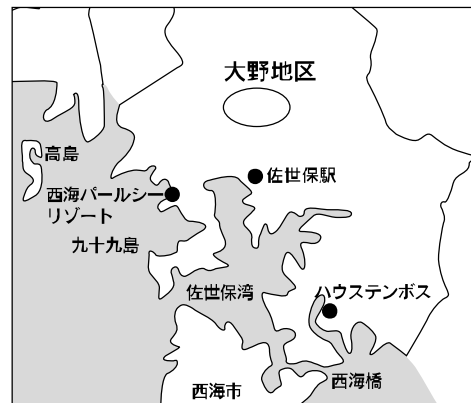 大野地区
高島
佐世保駅
西海パールシー
リゾート
九十九島
佐世保湾
ハウステンボス
西海橋
西海市